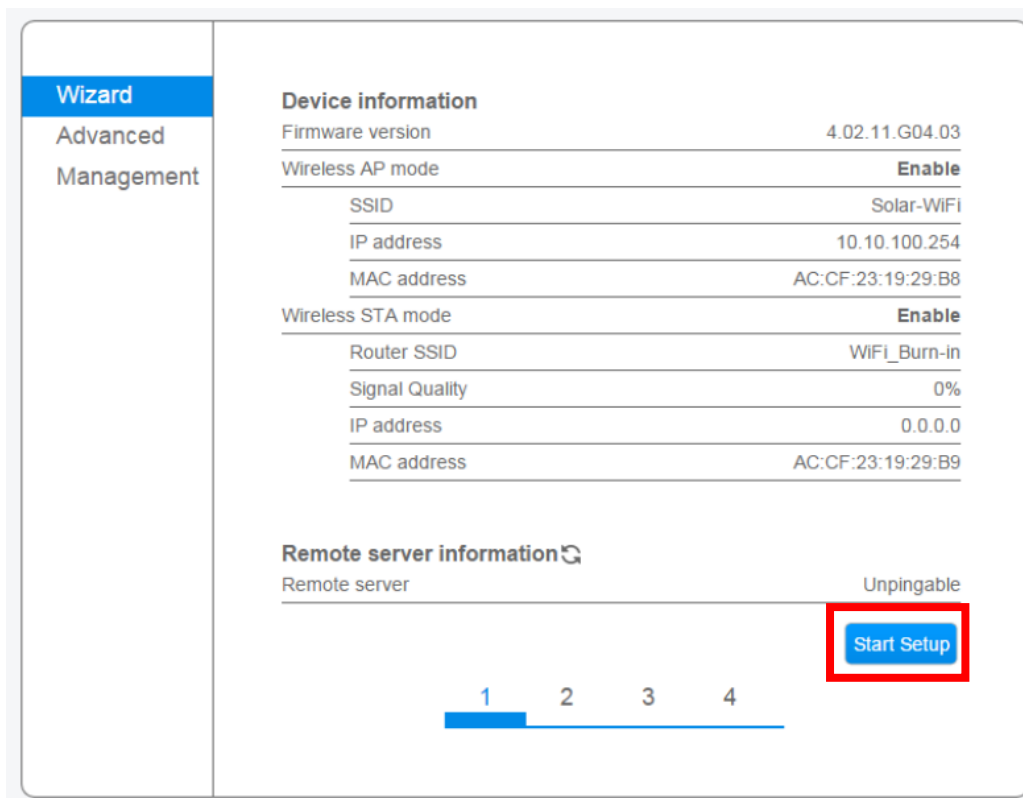 Wizard
Advanced
Management
Device information
Firmware version 4.02.11.G04.03
Wireless AP mode Enable
SSID Solar-WiFi
IP address 10.10.100.254
MAC address AC:CF:23:19:29:B8
Wireless STA mode Enable
Router SSID WiFi_Burn-in
Signal Quality 0%
IP address 0.0.0.0
MAC address AC:CF:23:19:29:B9
Remote server information
Remote server Unpingable
Start Setup
1 2 3 4